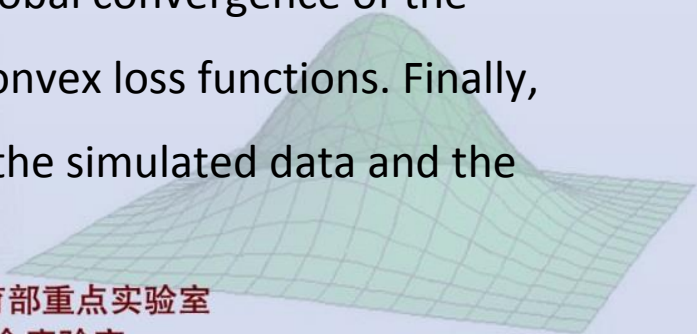 obal convergence of the
onvex loss functions. Finally,
the simulated data and the
育部重点实验室